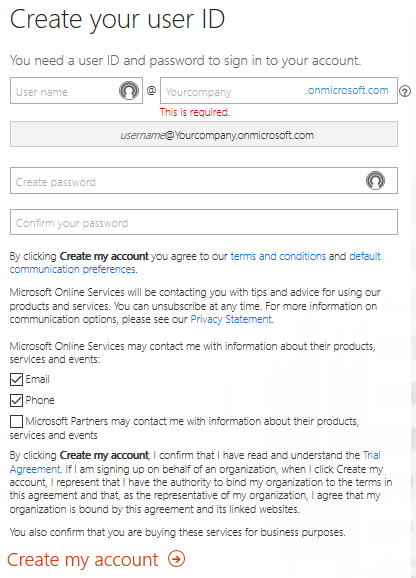 Create your user ID
You need a user ID and password to sign in to your account.
User name @ Yourcompany .onmicrosoft.com ?
This is required.
username@Yourcompany.onmicrosoft.com
Create password
Confirm your password
By clicking Create my account you agree to our terms and conditions and default
communication preferences.
Microsoft Online Services will be contacting you with tips and advice for using our
products and services. You can unsubscribe at any time. For more information on
communication options, please see our Privacy Statement.
Microsoft Online Services may contact me with information about their products,
services and events:
Email
Phone
Microsoft Partners may contact me with information about their products,
services and events
By clicking Create my account, I confirm that I have read and understand the Trial
Agreement. If I am signing up on behalf of an organization, when I click Create my
account, I represent that I have the authority to bind my organization to the terms in
this agreement and that, as the representative of my organization, I agree that my
organization is bound by this agreement and its linked websites.
You also confirm that you are buying these services for business purposes.
Create my account